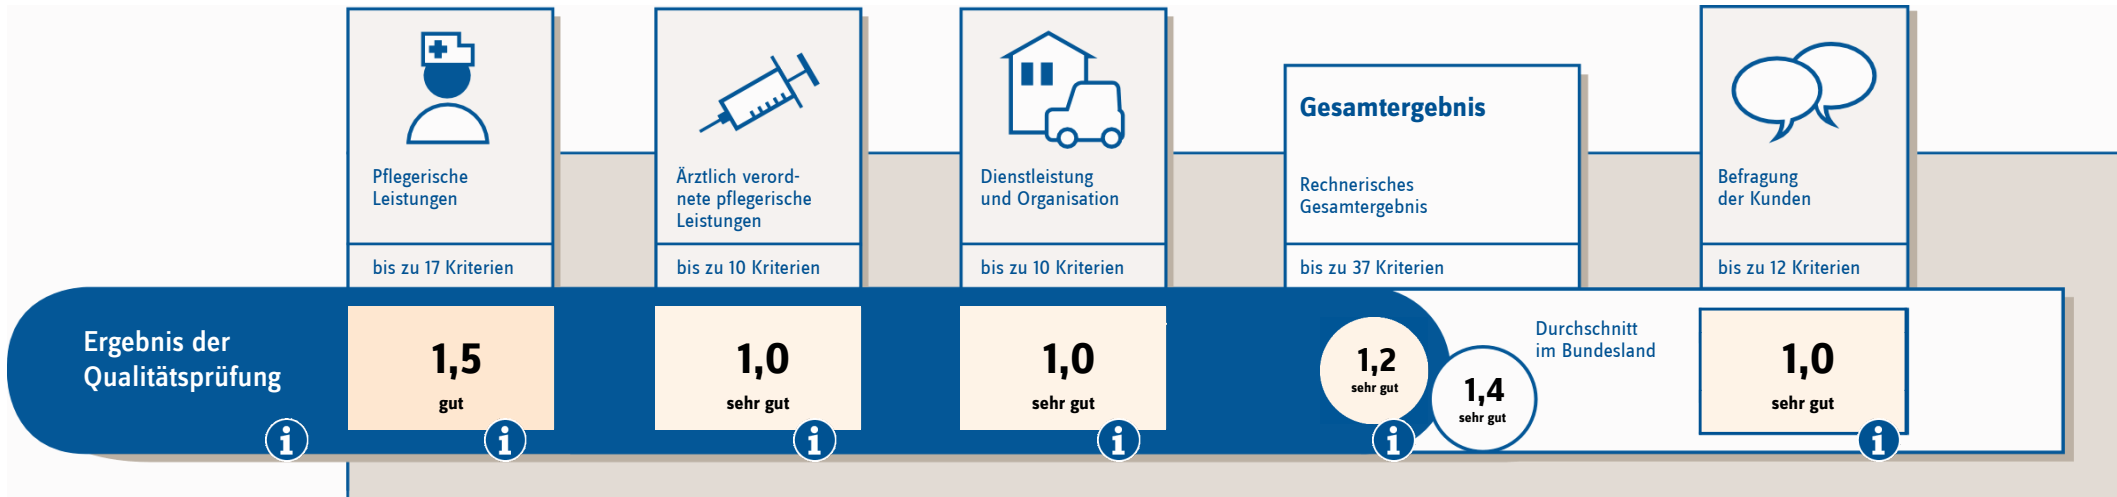 Pflegerische
Leistungen
bis zu 17 Kriterien
Ärztlich verord-
nete pflegerische
Leistungen
bis zu 10 Kriterien
Dienstleistung
und Organisation
bis zu 10 Kriterien
Gesamtergebnis
Rechnerisches
Gesamtergebnis
bis zu 37 Kriterien
Befragung
der Kunden
bis zu 12 Kriterien
Ergebnis der
Qualitätsprüfung
i
1,5
gut
i
1,0
sehr gut
i
1,0
sehr gut
i
1,2
sehr gut
i
1,4
sehr gut
Durchschnitt
im Bundesland
1,0
sehr gut
i